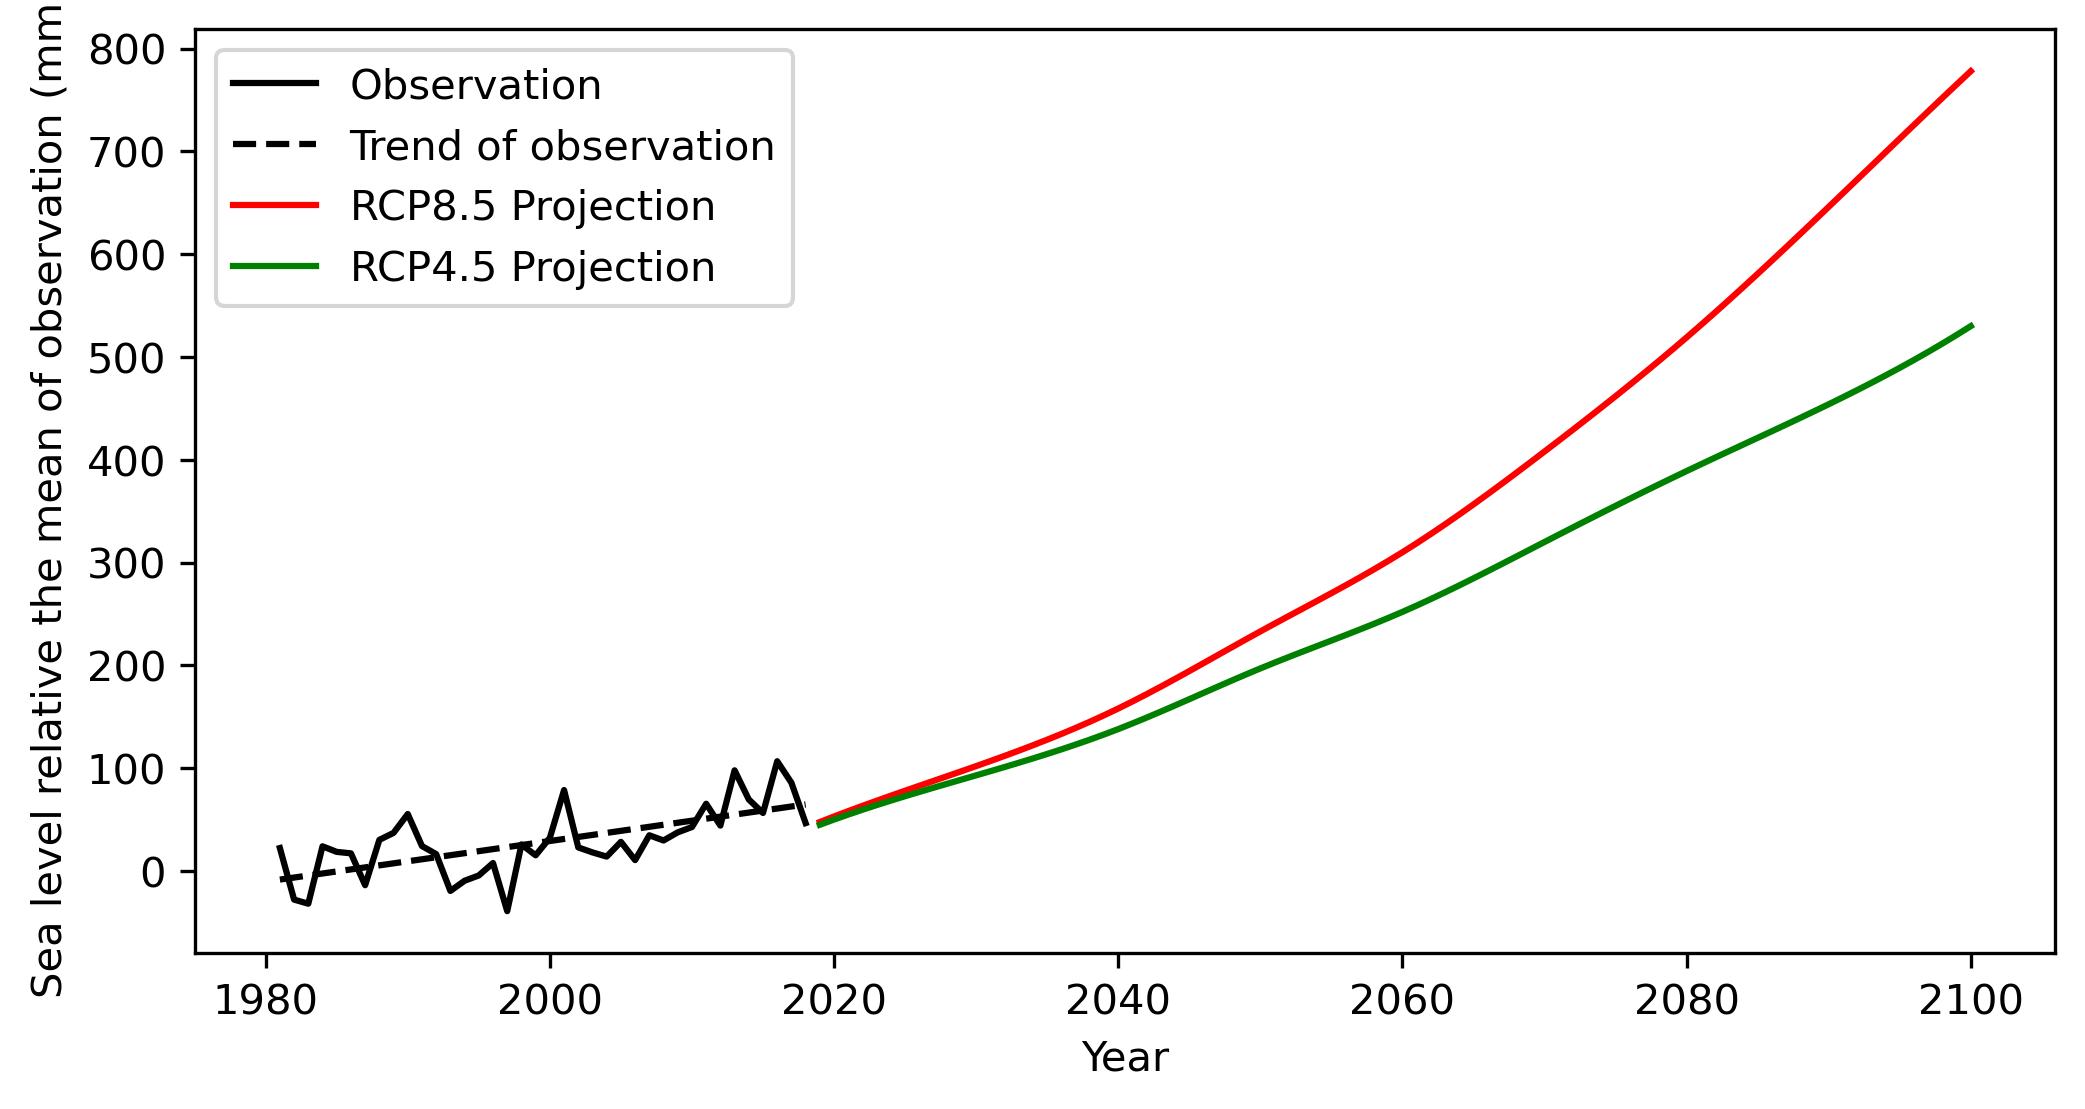 Sea level relative the mean of observation (mm
800
700
600
500
400
300
200
100
0
Observation
Trend of observation
RCP8.5 Projection
RCP4.5 Projection
1980 2000 2020 2040 2060 2080 2100
Year